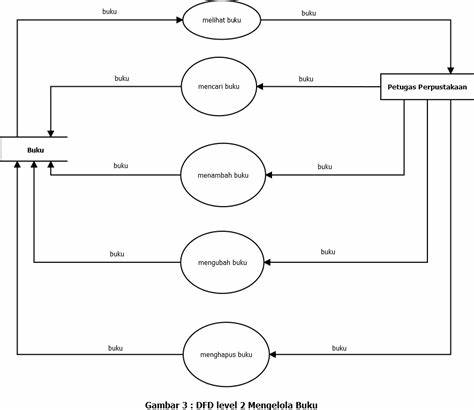 buku
buku
melihat buku
buku
buku
mencari buku
Petugas Perpustakaan
Buku
buku
buku
menambah buku
buku
buku
mengubah buku
buku
buku
menghapus buku
Gambar 3 : DFD level 2 Mengelola Buku